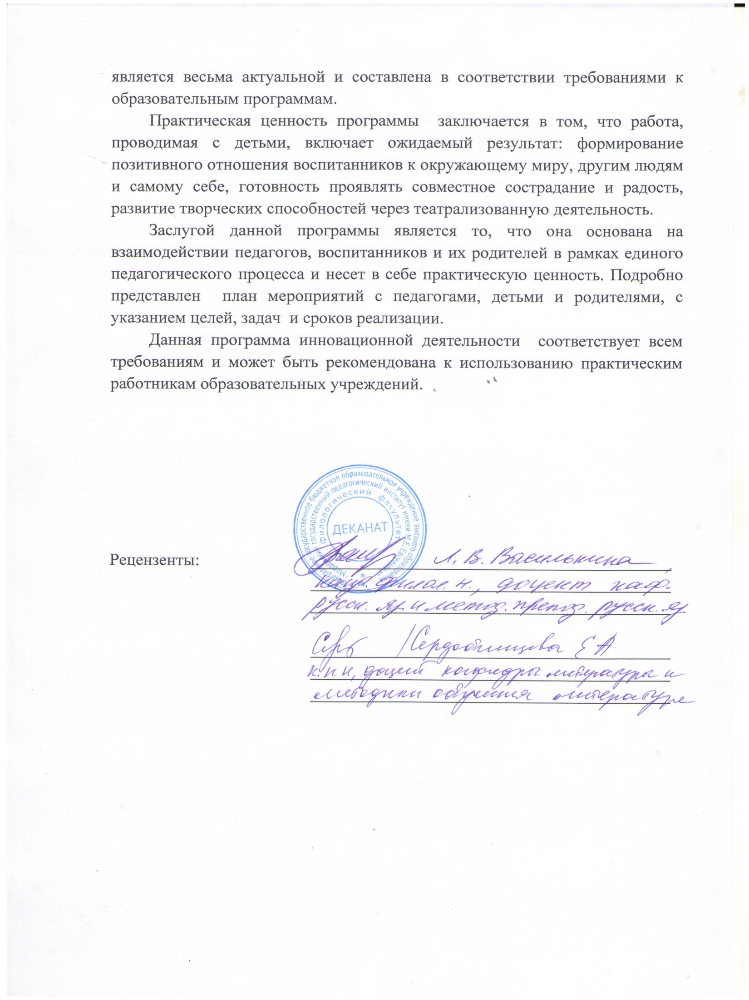 является весьма актуальной и составлена в соответствии требованиями к
образовательным программам.
Практическая ценность программы заключается в том, что работа,
проводимая с детьми, включает ожидаемый результат: формирование
позитивного отношения воспитанников к окружающему миру, другим людям
и самому себе, готовность проявлять совместное сострадание и радость,
развитие творческих способностей через театрализованную деятельность.
Заслугой данной программы является то, что она основана на
взаимодействии педагогов, воспитанников и их родителей в рамках единого
педагогического процесса и несет в себе практическую ценность. Подробно
представлен план мероприятий с педагогами, детьми и родителями, с
указанием целей, задач и сроков реализации.
Данная программа инновационной деятельности соответствует всем
требованиям и может быть рекомендована к использованию практическим
работникам образовательных учреждений.
Федеральное государственное бюджетное образовательное учреждение высшего образования
"Мордовский государственный педагогический институт имени М.Е. Евсевьева"
Филологический факультет
ДЕКАНАТ
Рецензенты: Л. В. Василькина,
канд. филол. н., доцент каф.
русск. яз. и метод. препод. русск. яз.
/Сердобинцева Е А.
к.п.н, доцент кафедры литературы и
методики обучения литературе